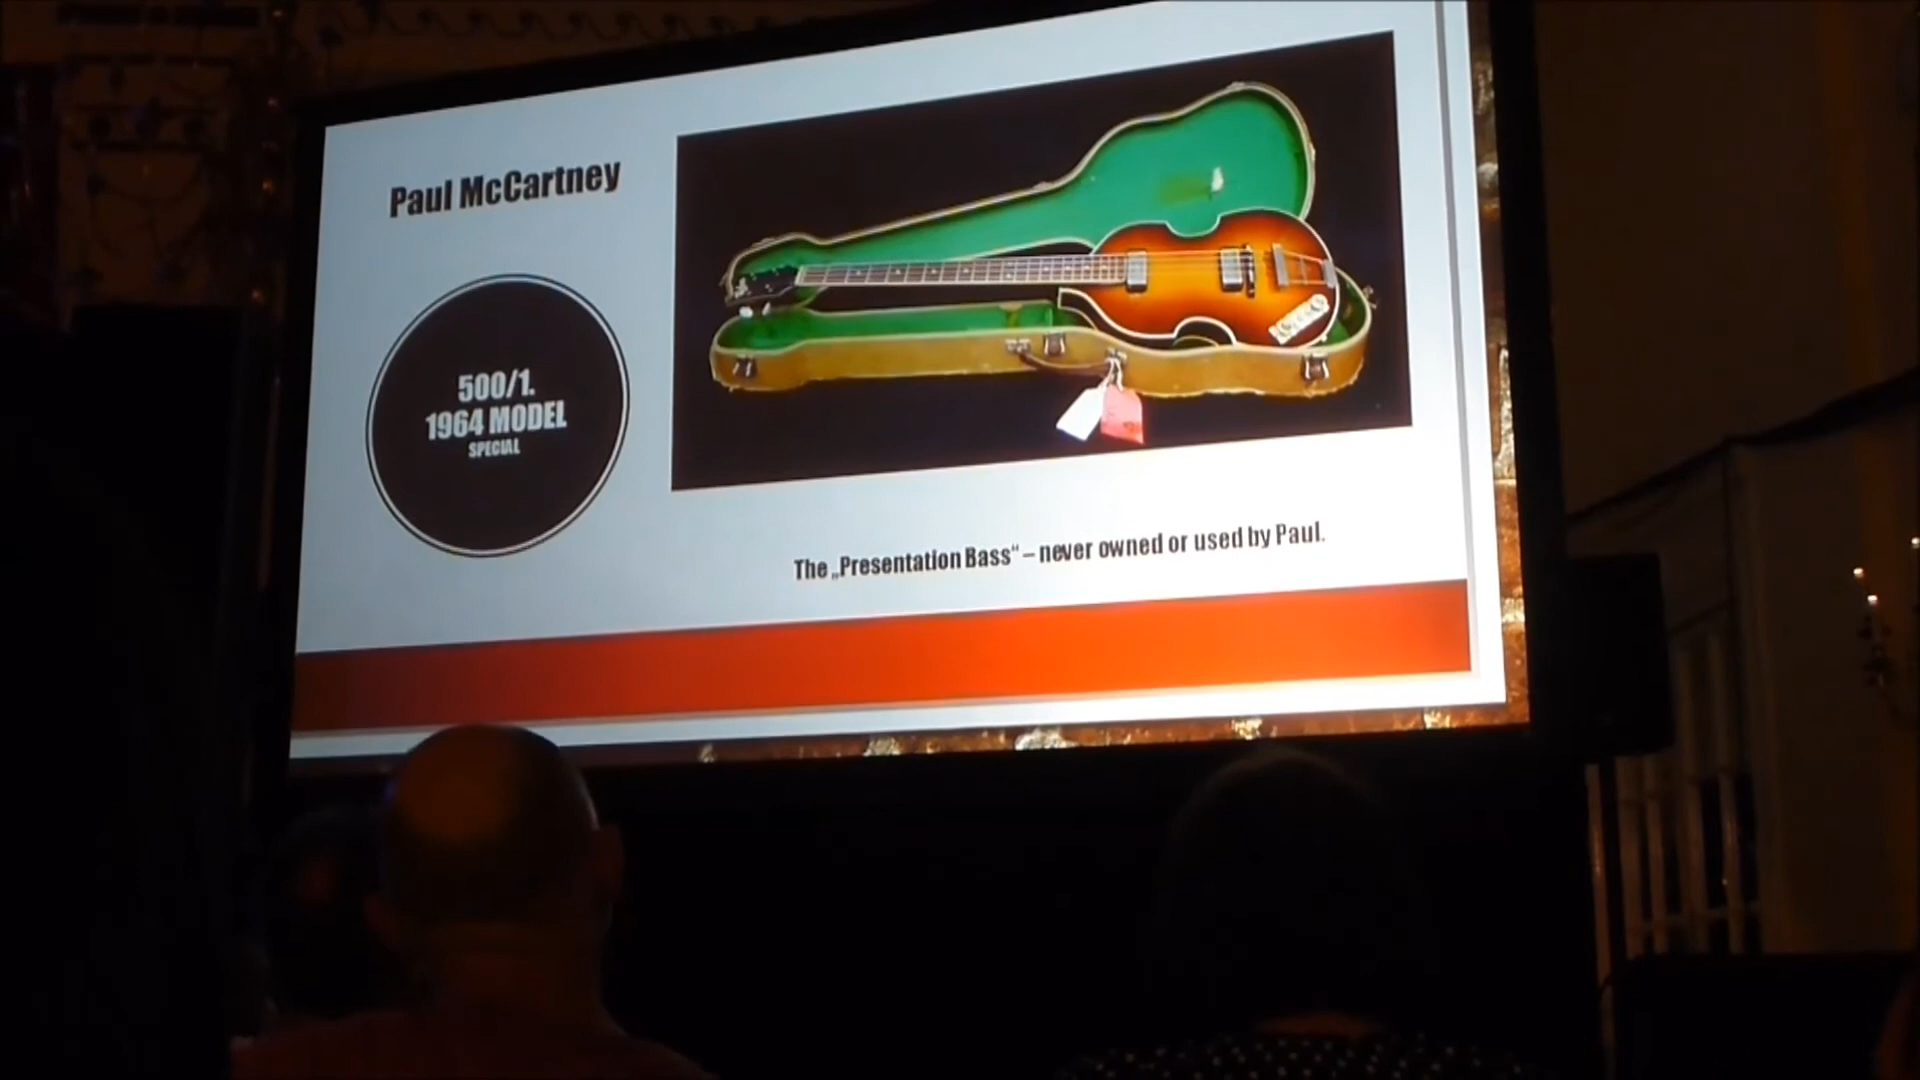 Paul McCartney
500/1.
1964 MODEL
SPECIAL
The „Presentation Bass“ – never owned or used by Paul.